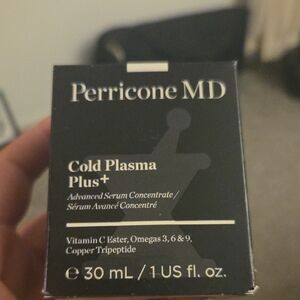 Perricone MD
Cold Plasma
Plus+
Advanced Serum Concentrate/
Sérum Avancé Concentré
Vitamin C Ester, Omegas 3, 6 & 9,
Copper Tripeptide
℮ 30 mL / 1 US fl. oz.